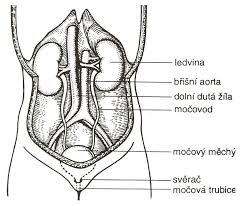 ledvina
břišní aorta
dolní dutá žíla
močovod
močový měchýř
svěrač
močová trubice